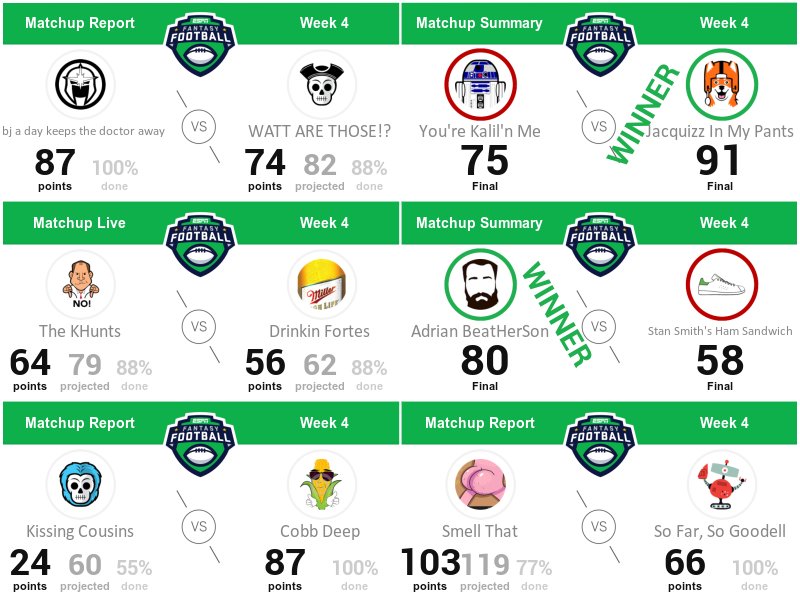 Matchup Report
ESPN
FANTASY
FOOTBALL
Week 4
VS
bj a day keeps the doctor away
WATT ARE THOSE!?
87 100%
points done
74 82 88%
points projected done
Matchup Summary
ESPN
FANTASY
FOOTBALL
Week 4
WINNER
VS
You're Kalil'n Me
Jacquizz In My Pants
75
Final
91
Final
Matchup Live
ESPN
FANTASY
FOOTBALL
Week 4
NO!
Miller
HIGH LIFE
VS
The KHunts
Drinkin Fortes
64 79 88%
points projected done
56 62 88%
points projected done
Matchup Summary
ESPN
FANTASY
FOOTBALL
Week 4
WINNER
VS
Adrian BeatHerSon
Stan Smith's Ham Sandwich
80
Final
58
Final
Matchup Report
ESPN
FANTASY
FOOTBALL
Week 4
VS
Kissing Cousins
Cobb Deep
24 60 55%
points projected done
87 100%
points done
Matchup Report
ESPN
FANTASY
FOOTBALL
Week 4
VS
Smell That
So Far, So Goodell
103 119 77%
points projected done
66 100%
points done